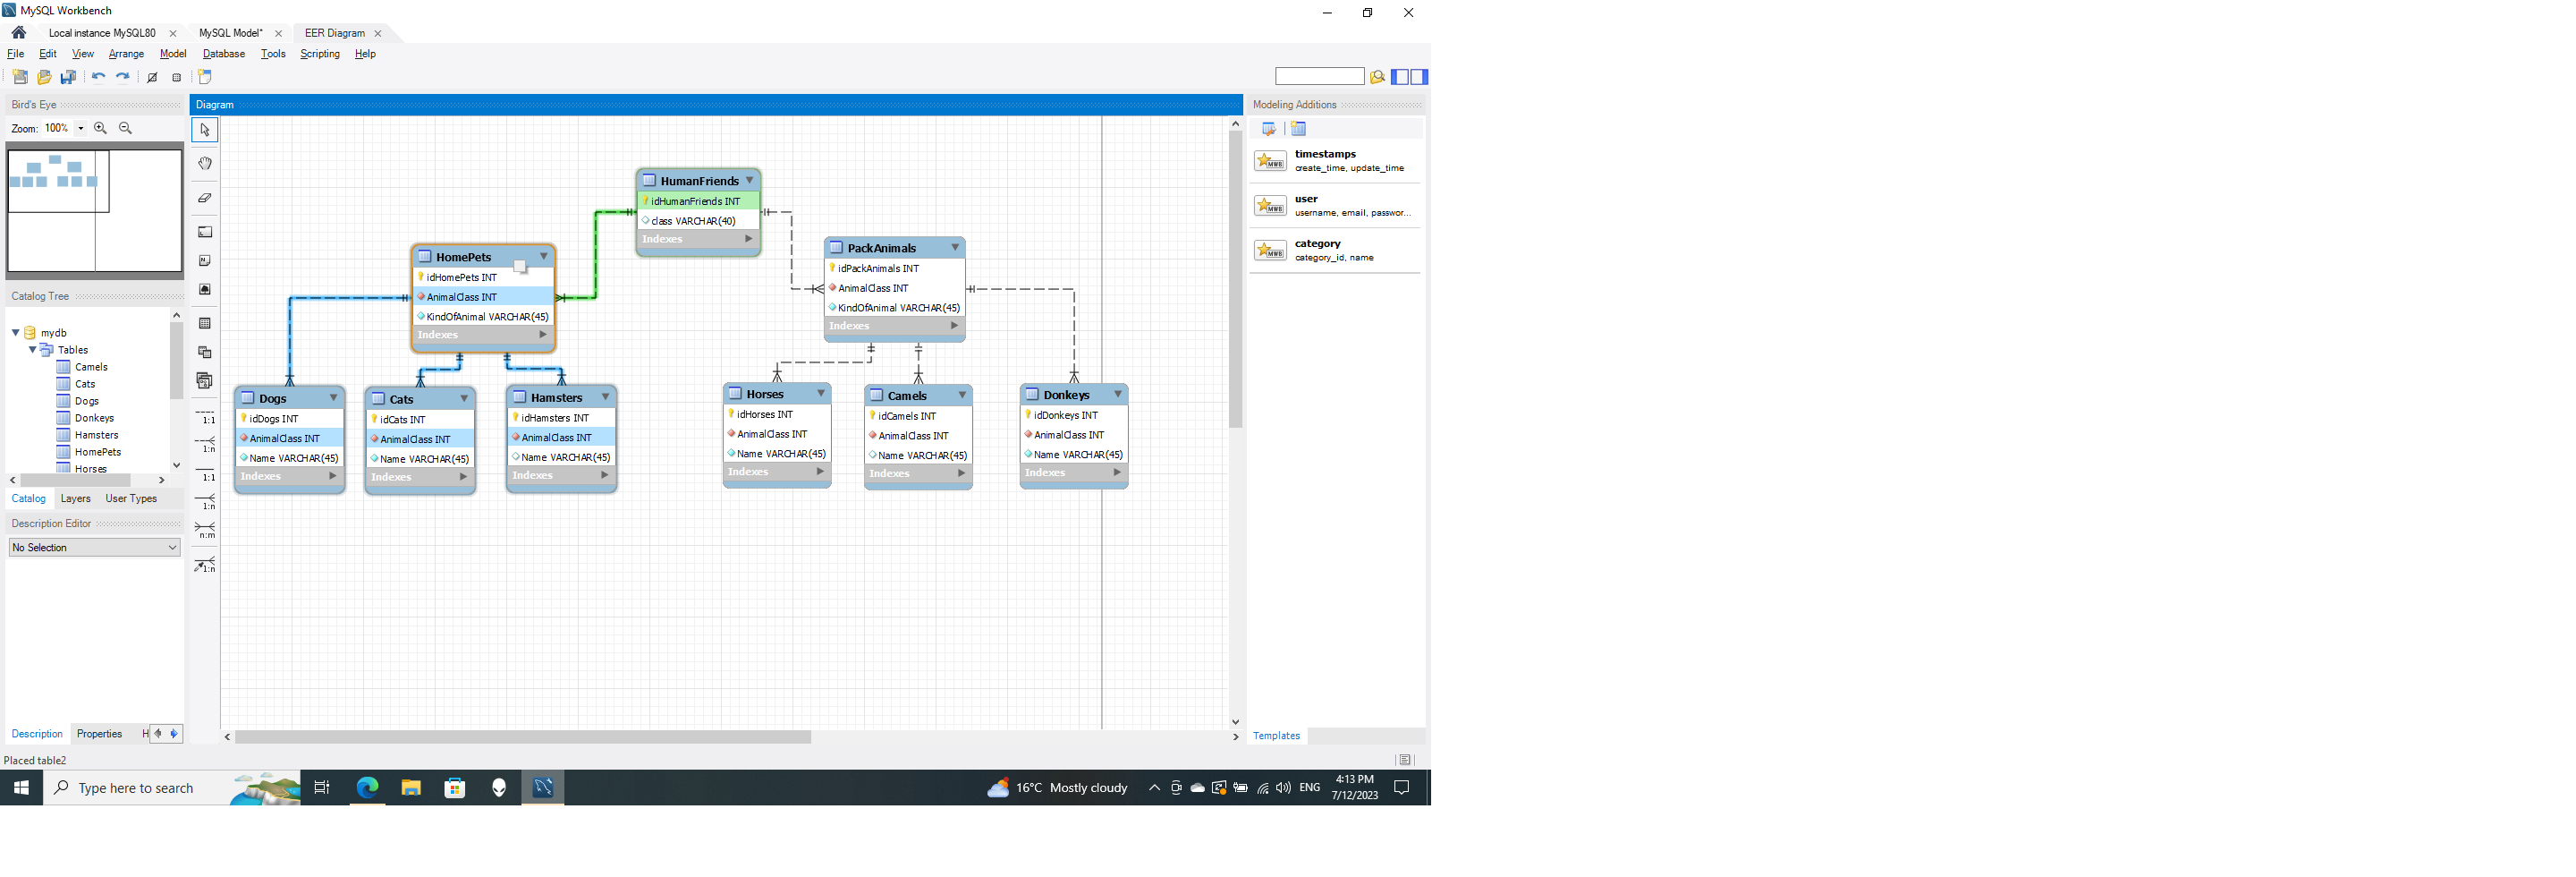 MySQL Workbench
Local instance MySQL80
MySQL Model*
EER Diagram
File Edit View Arrange Model Database Tools Scripting Help
Bird's Eye
Zoom: 100%
Diagram
Modeling Additions
timestamps
create_time, update_time
user
username, email, passwor...
category
category_id, name
HumanFriends
idHumanFriends INT
class VARCHAR(40)
Indexes
HomePets
idHomePets INT
AnimalClass INT
KindOfAnimal VARCHAR(45)
Indexes
PackAnimals
idPackAnimals INT
AnimalClass INT
KindOfAnimal VARCHAR(45)
Indexes
Dogs
idDogs INT
AnimalClass INT
Name VARCHAR(45)
Indexes
Cats
idCats INT
AnimalClass INT
Name VARCHAR(45)
Indexes
Hamsters
idHamsters INT
AnimalClass INT
Name VARCHAR(45)
Indexes
Horses
idHorses INT
AnimalClass INT
Name VARCHAR(45)
Indexes
Camels
idCamels INT
AnimalClass INT
Name VARCHAR(45)
Indexes
Donkeys
idDonkeys INT
AnimalClass INT
Name VARCHAR(45)
Indexes
Catalog Tree
mydb
Tables
Camels
Cats
Dogs
Donkeys
Hamsters
HomePets
Horses
Catalog Layers User Types
Description Editor
No Selection
1:1
1:n
1:1
1:n
n:m
1:n
Description Properties H
Templates
Placed table2
Type here to search
16°C Mostly cloudy
ENG
4:13 PM
7/12/2023